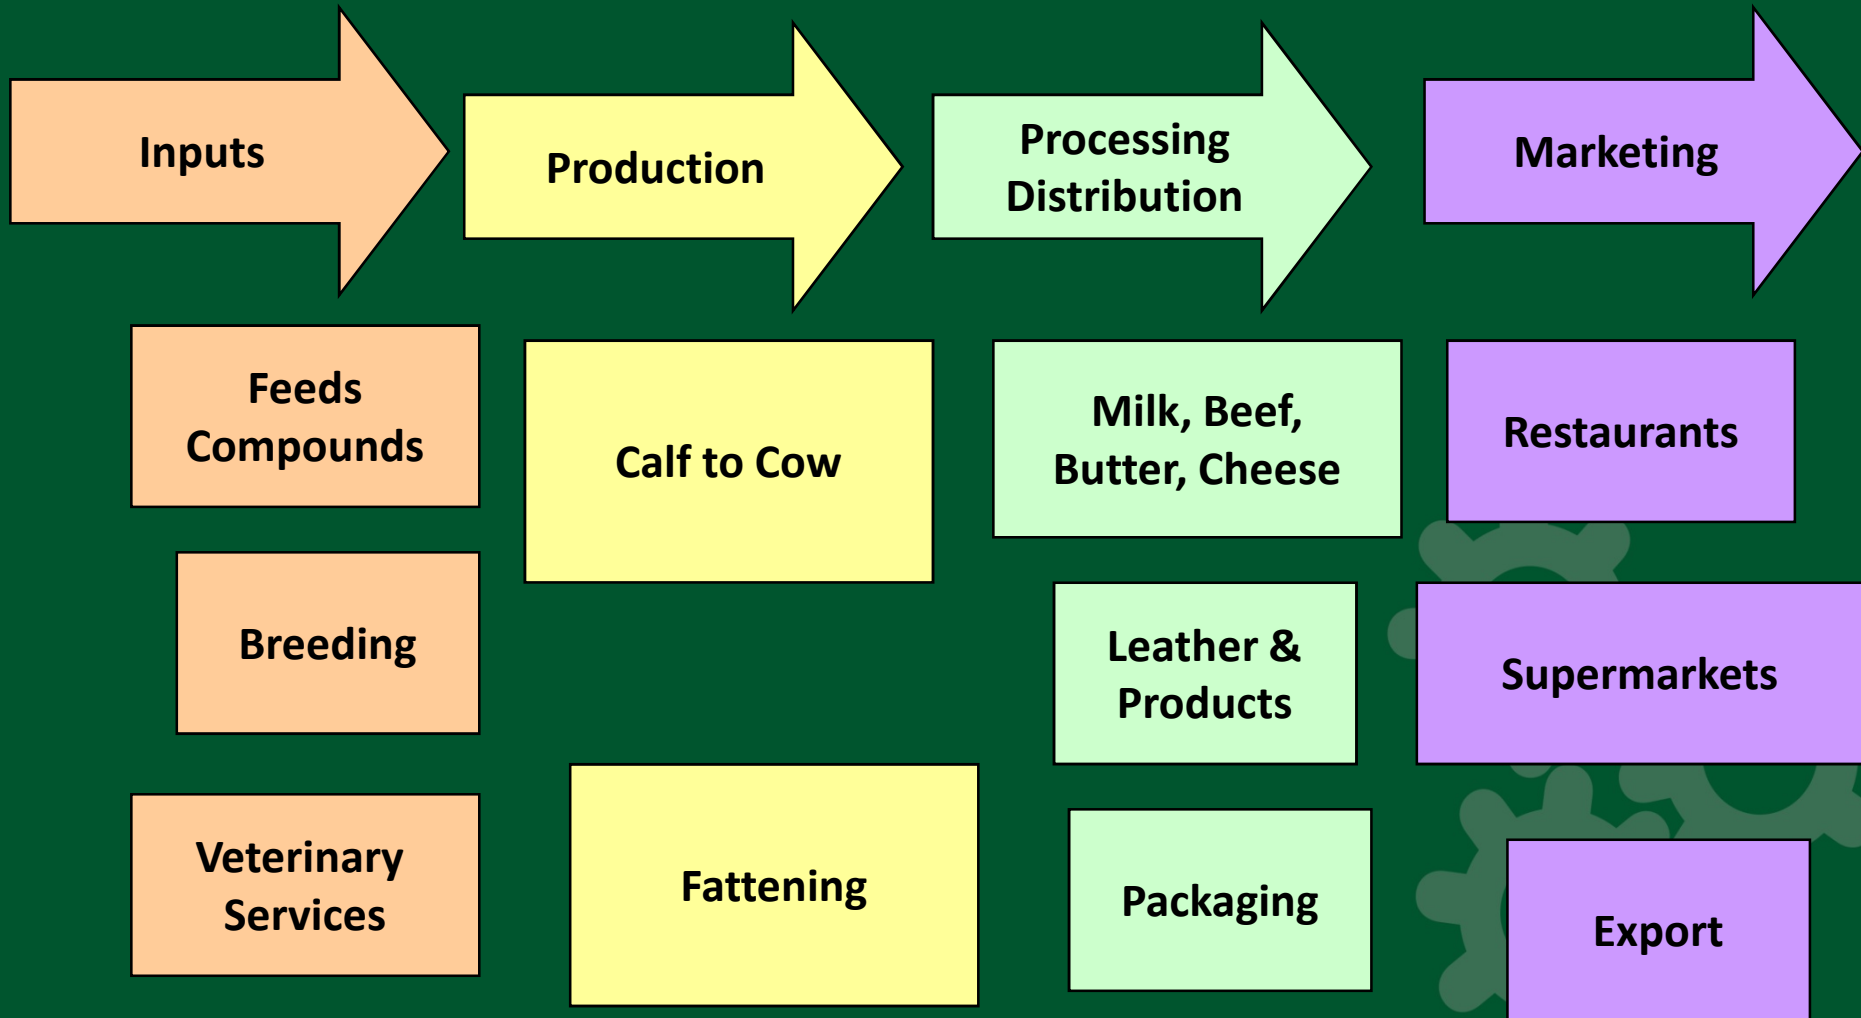 Inputs
Production
Processing
Distribution
Marketing
Feeds
Compounds
Breeding
Veterinary
Services
Calf to Cow
Fattening
Milk, Beef,
Butter, Cheese
Leather &
Products
Packaging
Restaurants
Supermarkets
Export